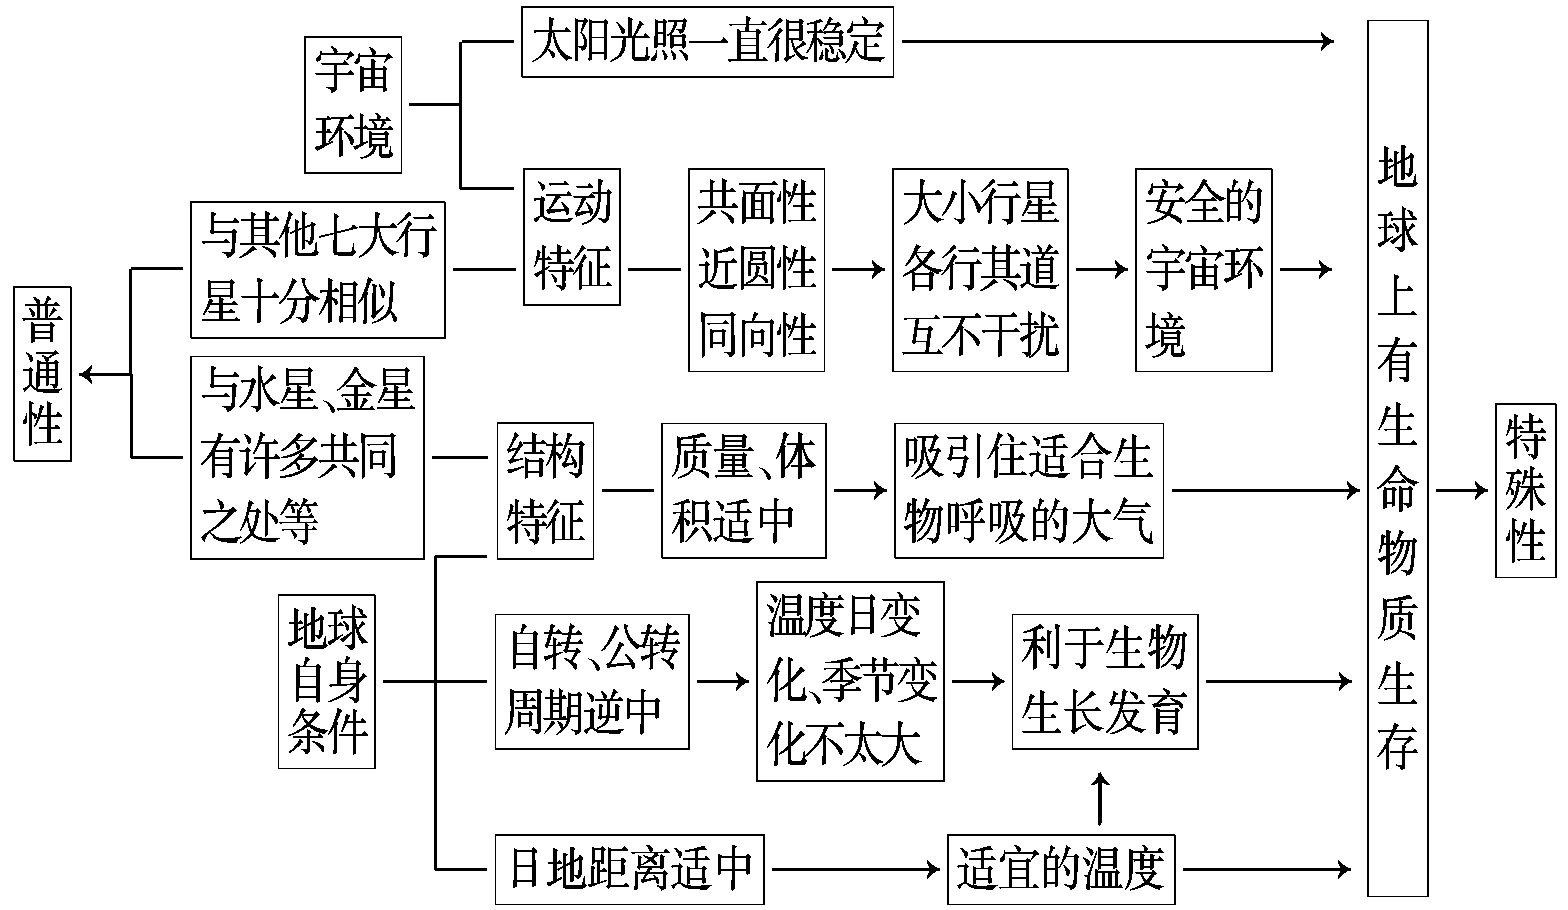 太阳光照一直很稳定
宇宙
环境
运动
特征
共面性
近圆性
同向性
大小行星
各行其道
互不干扰
安全的
宇宙环
境
与其他七大行
星十分相似
普通性
与水星、金星
有许多共同
之处等
结构
特征
质量、体
积适中
吸引住适合生
物呼吸的大气
地球上有生命物质生存
特殊性
地球
自身
条件
自转、公转
周期逆中
温度日变
化、季节变
化不太大
利于生物
生长发育
日地距离适中
适宜的温度